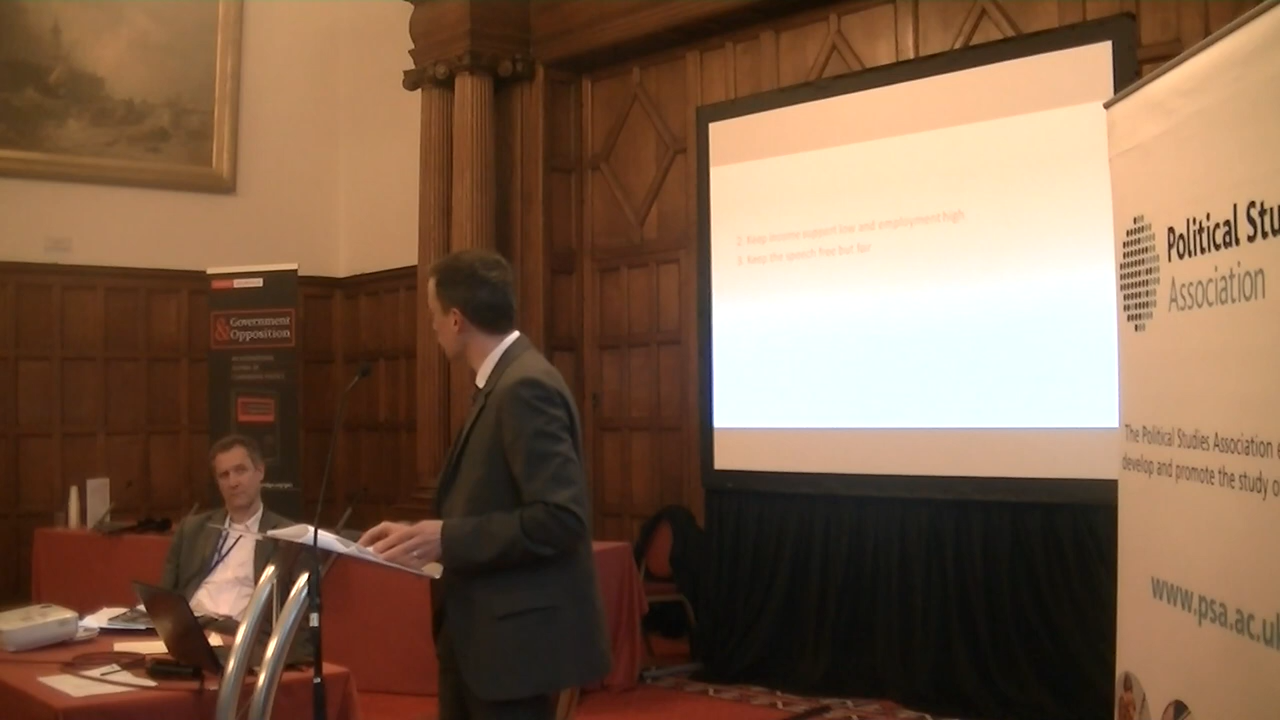 2. Keep income support low and employment high
3. Keep the speech free but fair
Government
& Opposition
Political Stu
Association
The Political Studies Association e
develop and promote the study o
www.psa.ac.u